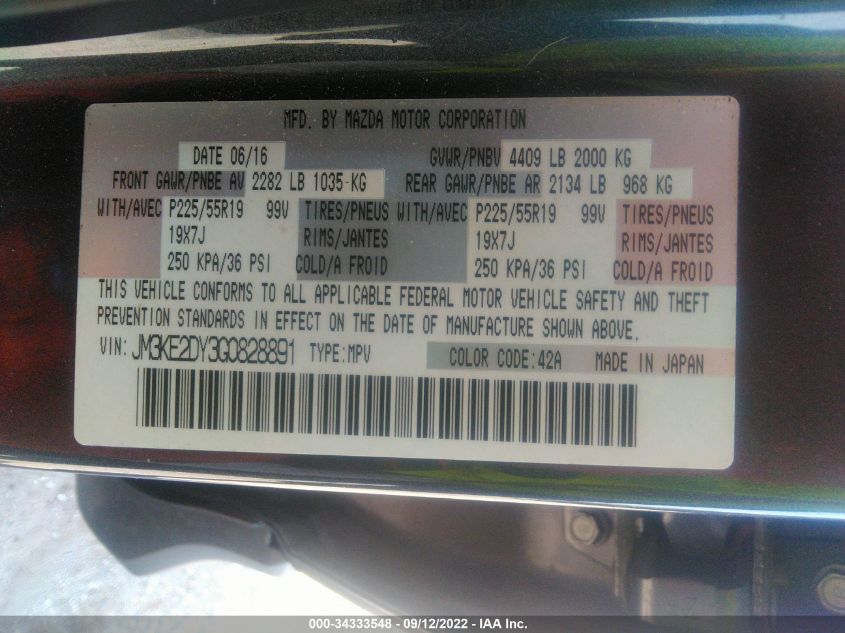 MFD. BY MAZDA MOTOR CORPORATION
DATE 06/16 GVWR/PNBV 4409 LB 2000 KG
FRONT GAWR/PNBE AV 2282 LB 1035 KG REAR GAWR/PNBE AR 2134 LB 968 KG
WITH/AVEC P225/55R19 99V TIRES/PNEUS WITH/AVEC P225/55R19 99V TIRES/PNEUS
19X7J RIMS/JANTES 19X7J RIMS/JANTES
250 KPA/36 PSI COLD/A FROID 250 KPA/36 PSI COLD/A FROID
THIS VEHICLE CONFORMS TO ALL APPLICABLE FEDERAL MOTOR VEHICLE SAFETY AND THEFT
PREVENTION STANDARDS IN EFFECT ON THE DATE OF MANUFACTURE SHOWN ABOVE.
VIN: JM3KE2DY3G0828891 TYPE:MPV COLOR CODE:42A MADE IN JAPAN
000-34333548 - 09/12/2022 - IAA Inc.